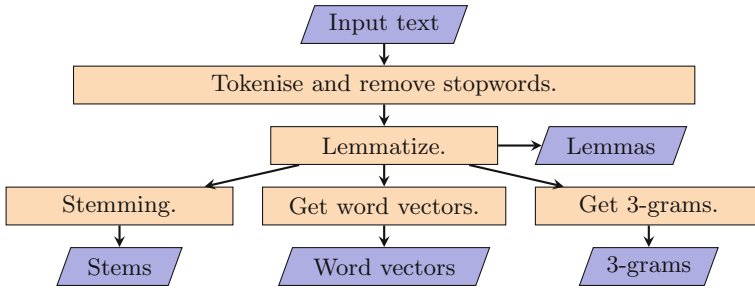 Input text
Tokenise and remove stopwords.
Lemmatize.
Lemmas
Stemming.
Get word vectors.
Get 3-grams.
Stems
Word vectors
3-grams